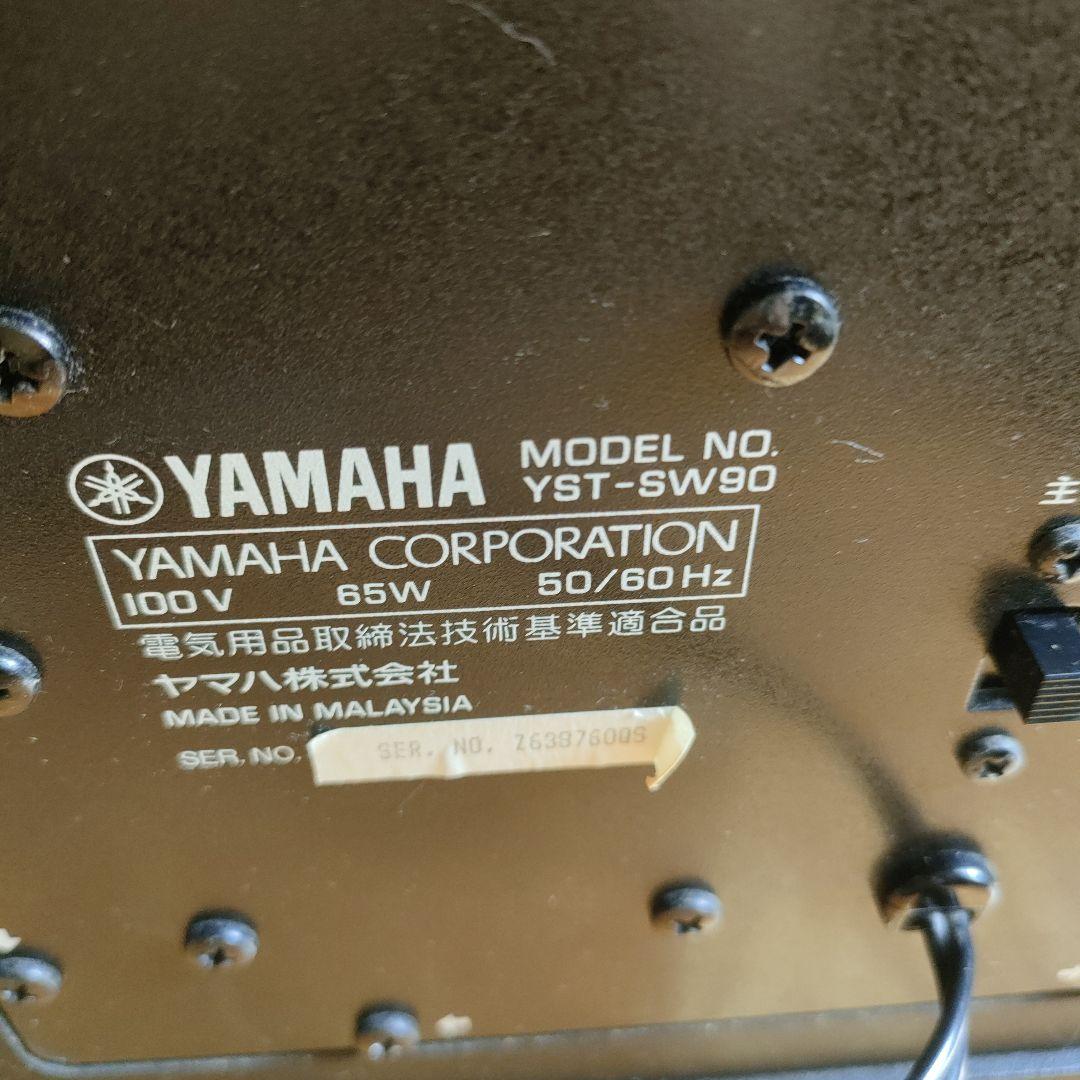 YAMAHA
MODEL NO.
YST-SW90
YAMAHA CORPORATION
100V 65W 50/60Hz
電気用品取締法技術基準適合品
ヤマハ株式会社
MADE IN MALAYSIA
SER. NO.
SER. NO.
主